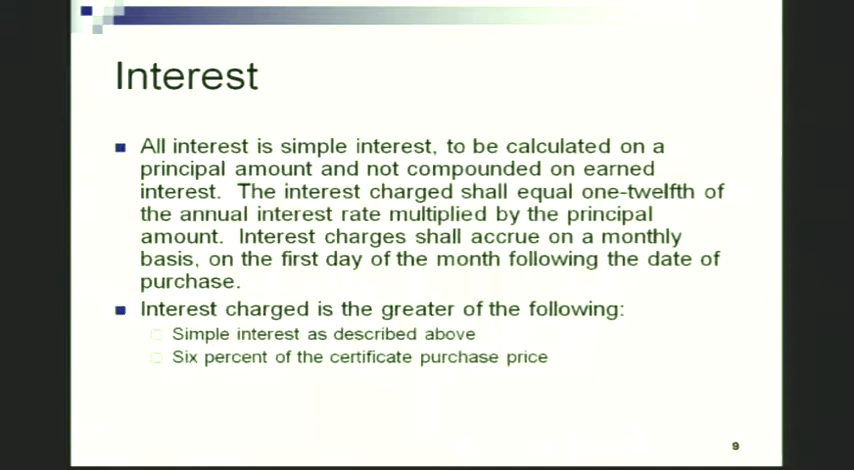 Interest
All interest is simple interest, to be calculated on a
principal amount and not compounded on earned
interest.  The interest charged shall equal one-twelfth of
the annual interest rate multiplied by the principal
amount.  Interest charges shall accrue on a monthly
basis, on the first day of the month following the date of
purchase.
Interest charged is the greater of the following:
Simple interest as described above
Six percent of the certificate purchase price
9